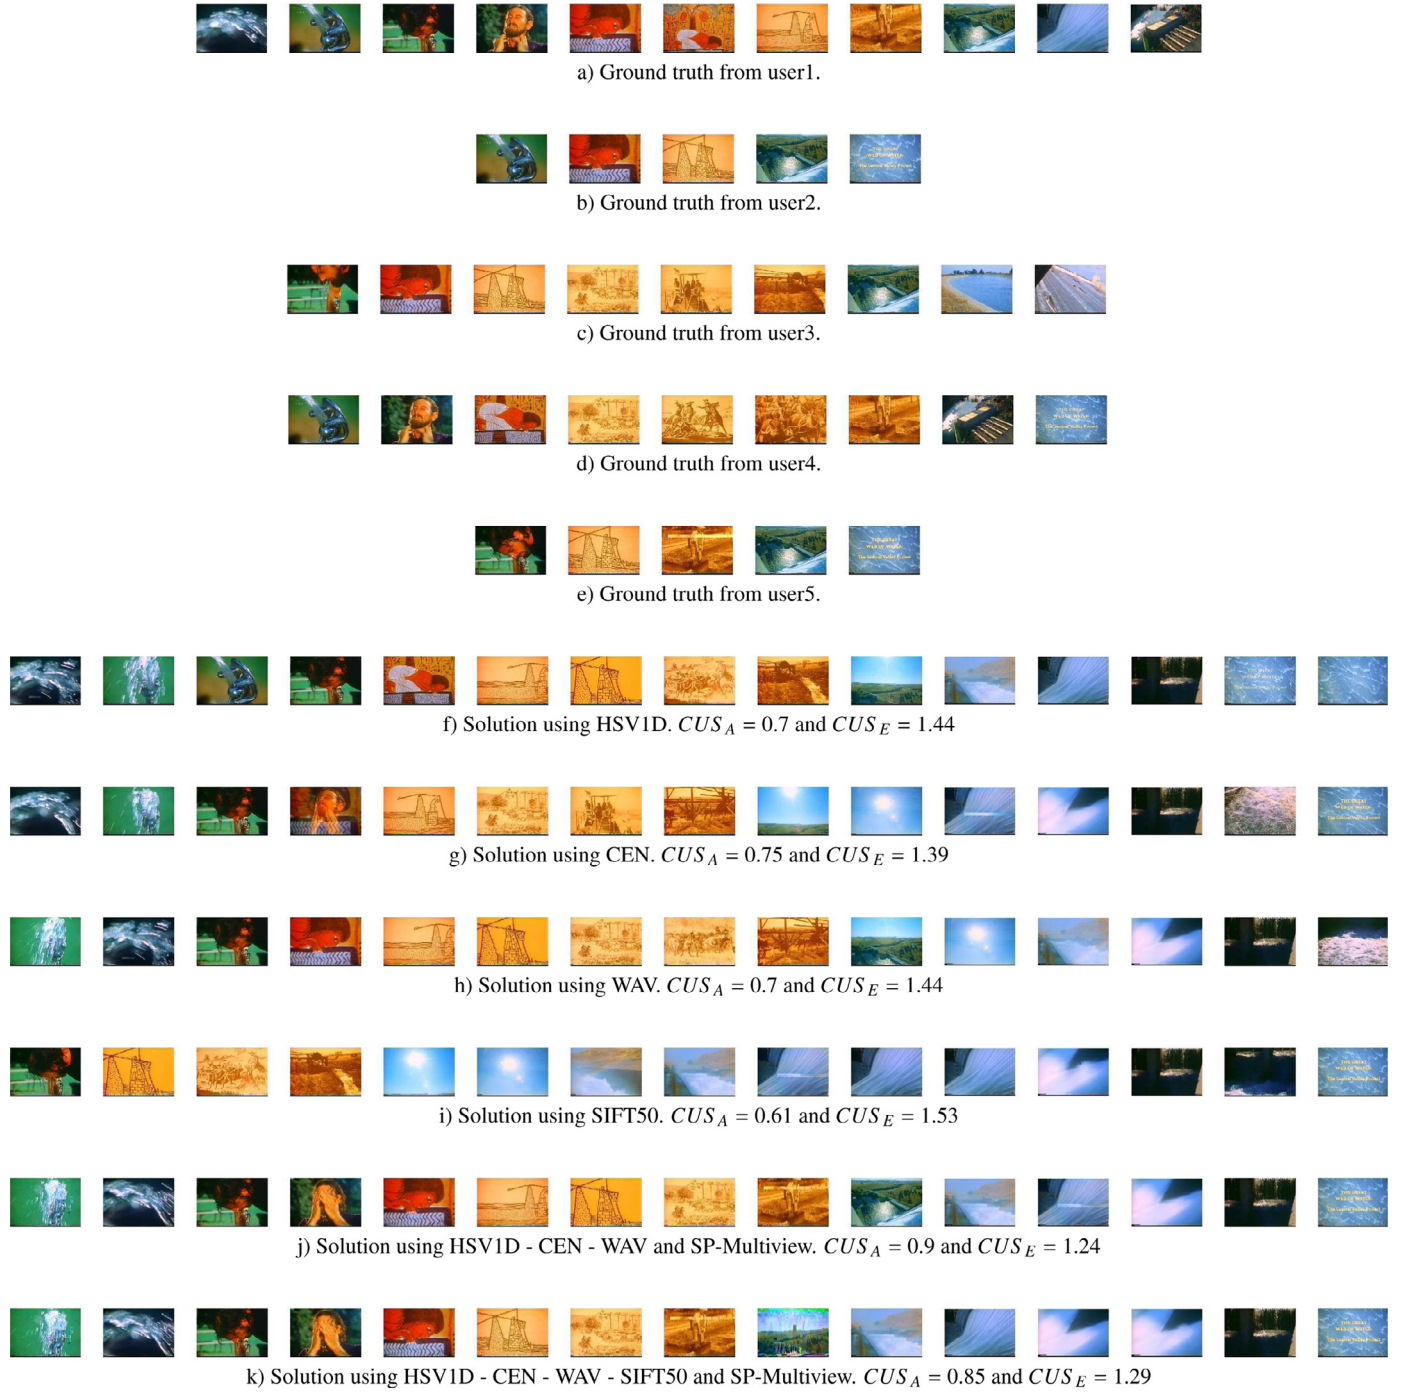 a) Ground truth from user1.
b) Ground truth from user2.
c) Ground truth from user3.
d) Ground truth from user4.
e) Ground truth from user5.
f) Solution using HSV1D. CUS_A = 0.7 and CUS_E = 1.44
g) Solution using CEN. CUS_A = 0.75 and CUS_E = 1.39
h) Solution using WAV. CUS_A = 0.7 and CUS_E = 1.44
i) Solution using SIFT50. CUS_A = 0.61 and CUS_E = 1.53
j) Solution using HSV1D - CEN - WAV and SP-Multiview. CUS_A = 0.9 and CUS_E = 1.24
k) Solution using HSV1D - CEN - WAV - SIFT50 and SP-Multiview. CUS_A = 0.85 and CUS_E = 1.29